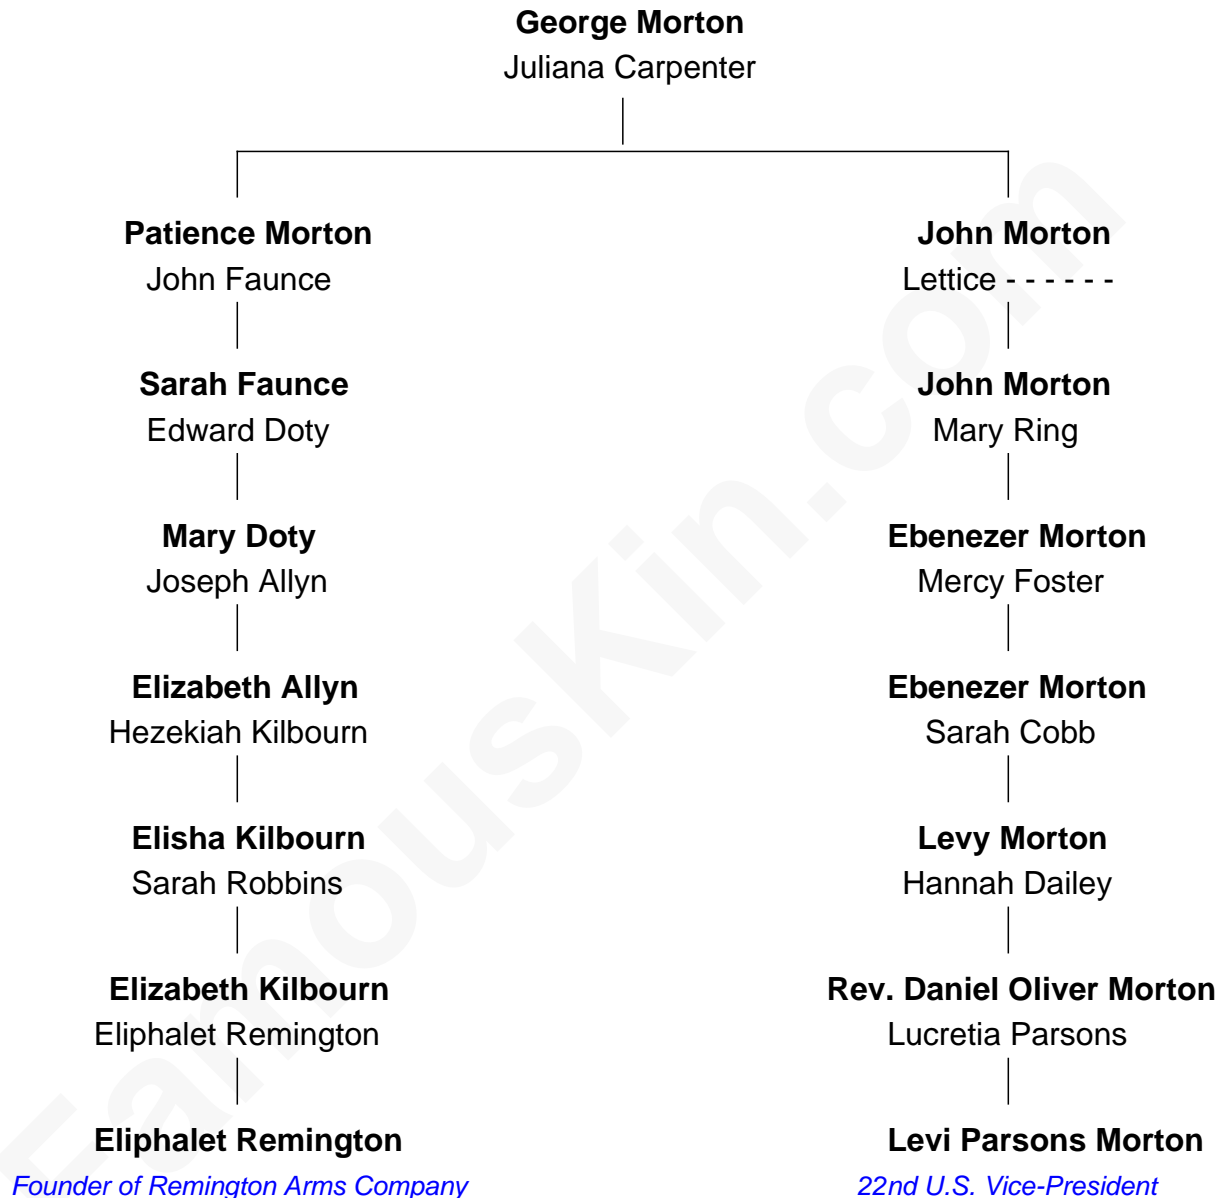 George Morton
Juliana Carpenter
Patience Morton
John Faunce
John Morton
Lettice - - - - - -
Sarah Faunce
Edward Doty
John Morton
Mary Ring
Mary Doty
Joseph Allyn
Ebenezer Morton
Mercy Foster
Elizabeth Allyn
Hezekiah Kilbourn
Ebenezer Morton
Sarah Cobb
Elisha Kilbourn
Sarah Robbins
Levy Morton
Hannah Dailey
Elizabeth Kilbourn
Eliphalet Remington
Rev. Daniel Oliver Morton
Lucretia Parsons
Eliphalet Remington
Founder of Remington Arms Company
Levi Parsons Morton
22nd U.S. Vice-President
FamousKin.com